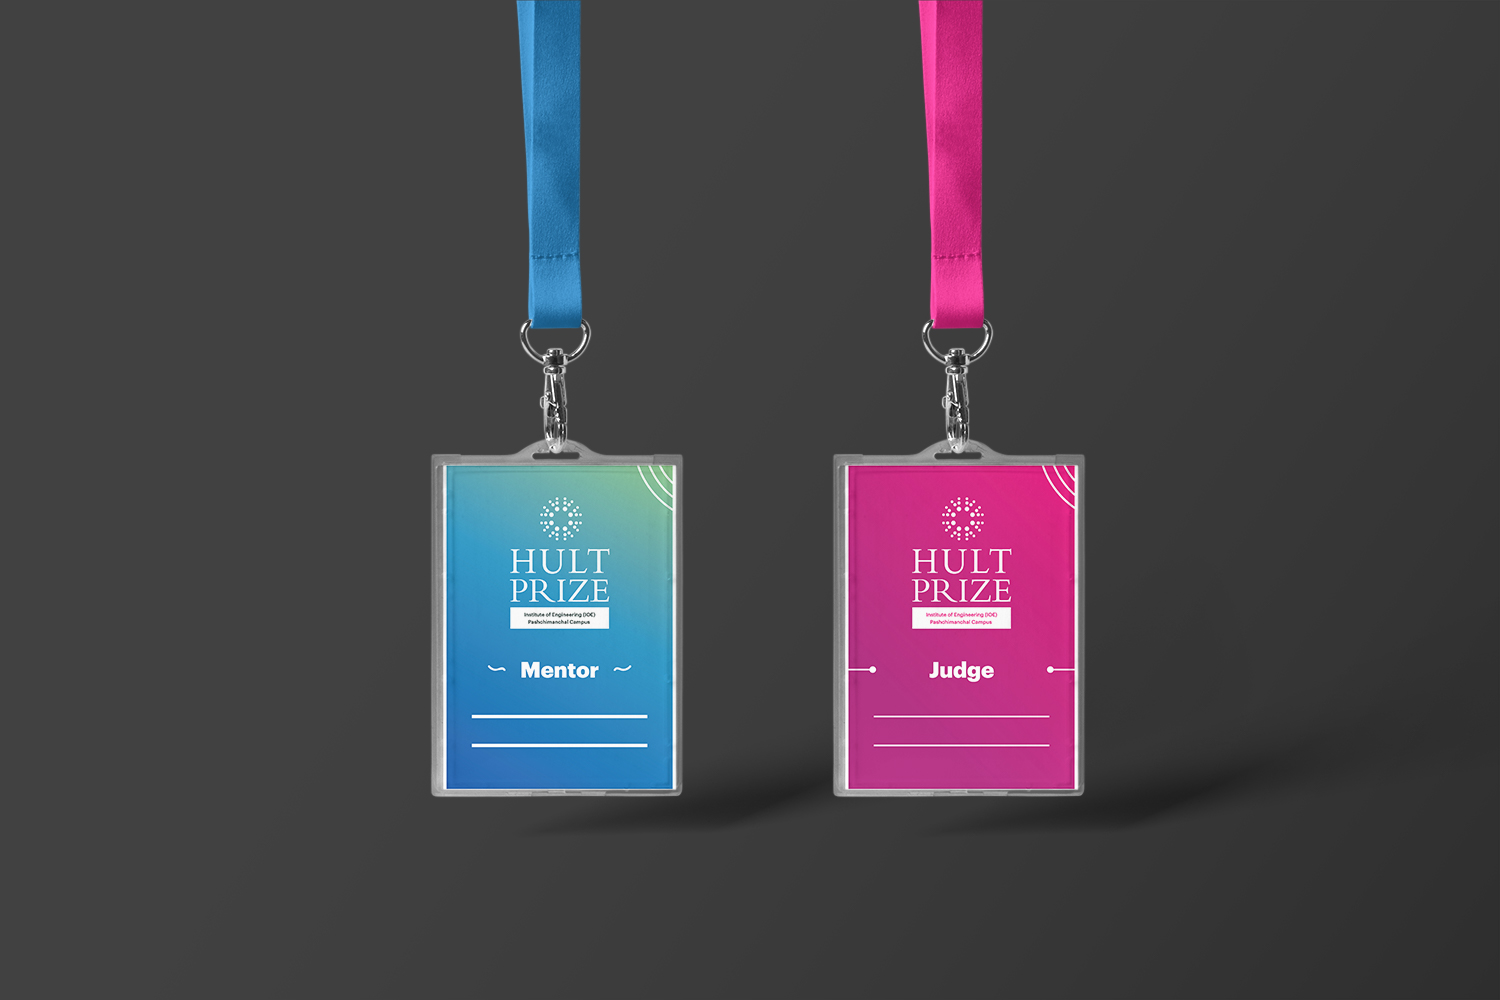 HULT
PRIZE
Institute of Engineering (IOE)
Pashchimanchal Campus
Mentor
HULT
PRIZE
Institute of Engineering (IOE)
Pashchimanchal Campus
Judge